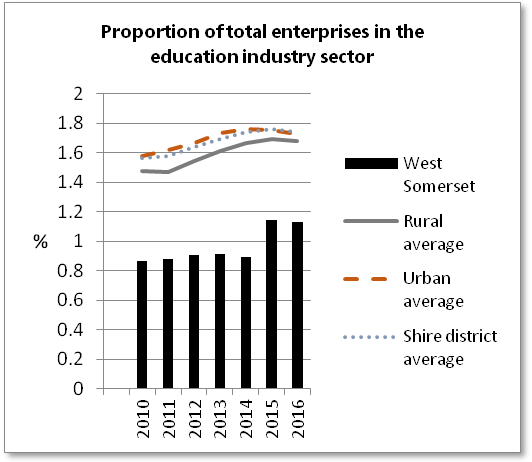 Proportion of total enterprises in the
education industry sector
2
1.8
1.6
1.4
1.2
1
0.8
0.6
0.4
0.2
0
%
2010
2011
2012
2013
2014
2015
2016
West
Somerset
Rural
average
Urban
average
Shire district
average